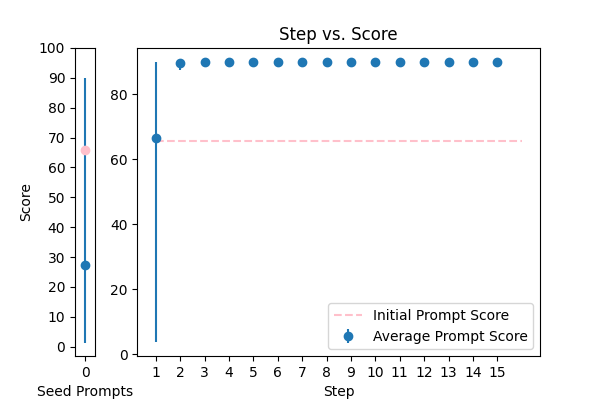 Step vs. Score
Score
100
90
80
70
60
50
40
30
20
10
0
0
Seed Prompts
80
60
40
20
0
1 2 3 4 5 6 7 8 9 10 11 12 13 14 15
Step
Initial Prompt Score
Average Prompt Score